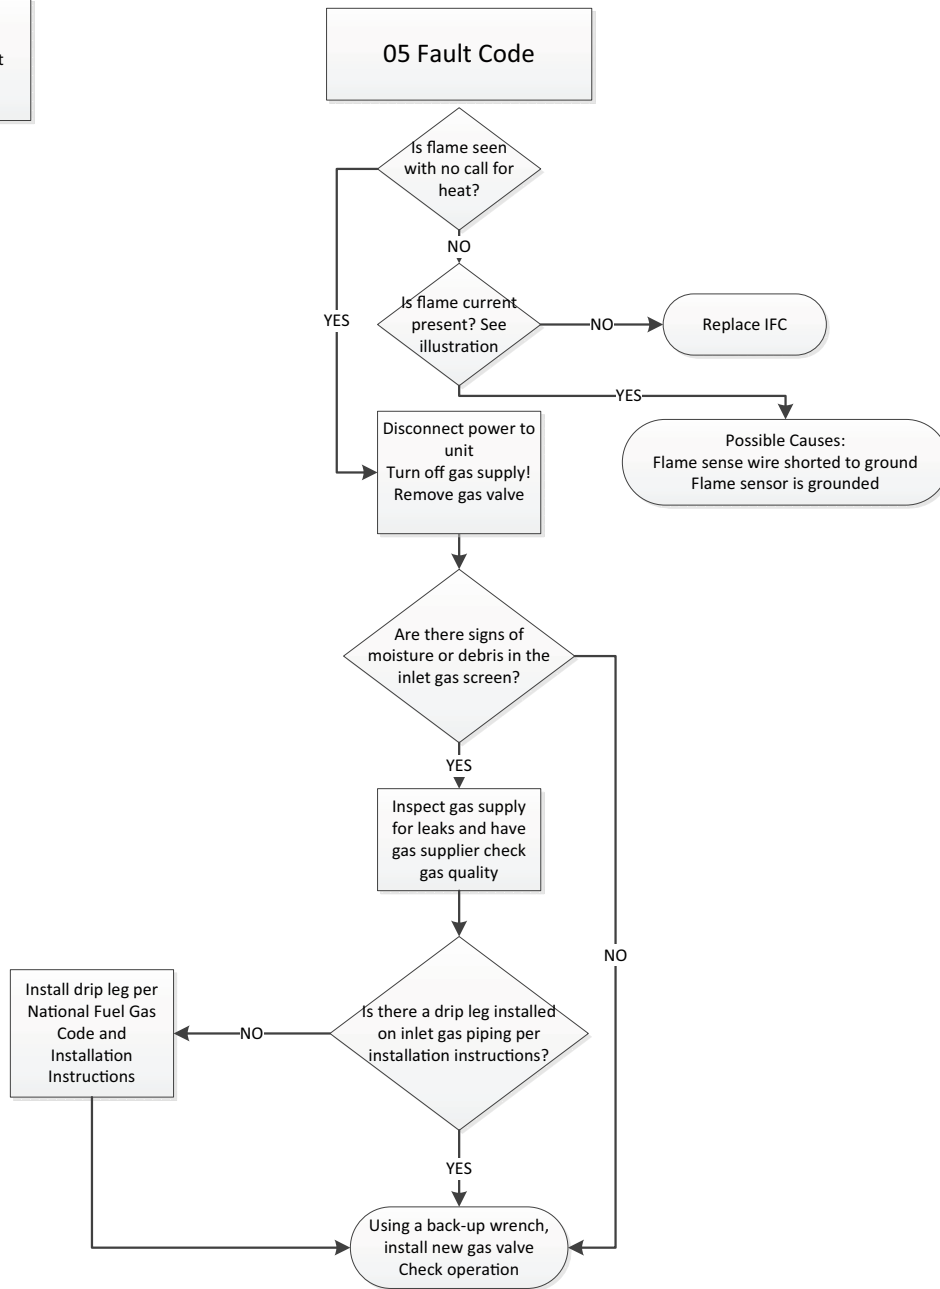 t
05 Fault Code
Is flame seen
with no call for
heat?
NO
YES
Is flame current
present? See
illustration
NO
Replace IFC
YES
Possible Causes:
Flame sense wire shorted to ground
Flame sensor is grounded
Disconnect power to
unit
Turn off gas supply!
Remove gas valve
Are there signs of
moisture or debris in the
inlet gas screen?
YES
Inspect gas supply
for leaks and have
gas supplier check
gas quality
NO
Install drip leg per
National Fuel Gas
Code and
Installation
Instructions
NO
Is there a drip leg installed
on inlet gas piping per
installation instructions?
YES
Using a back-up wrench,
install new gas valve
Check operation